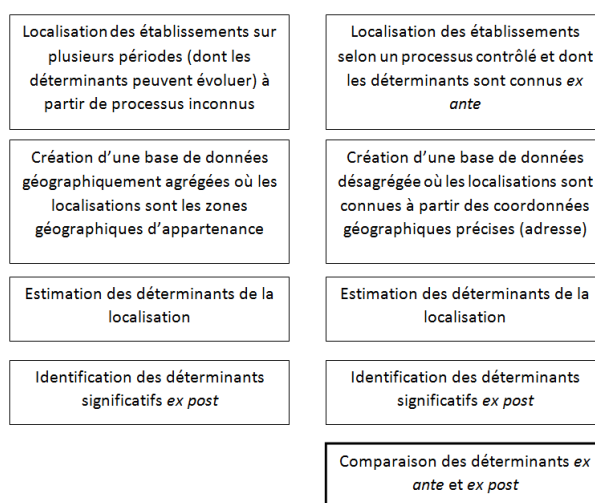 Localisation des établissements sur
plusieurs périodes (dont les
déterminants peuvent évoluer) à
partir de processus inconnus
Localisation des établissements
selon un processus contrôlé et dont
les déterminants sont connus ex
ante
Création d'une base de données
géographiquement agrégées où les
localisations sont les zones
géographiques d'appartenance
Création d'une base de données
désagrégée où les localisations sont
connues à partir des coordonnées
géographiques précises (adresse)
Estimation des déterminants de la
localisation
Estimation des déterminants de la
localisation
Identification des déterminants
significatifs ex post
Identification des déterminants
significatifs ex post
Comparaison des déterminants ex
ante et ex post